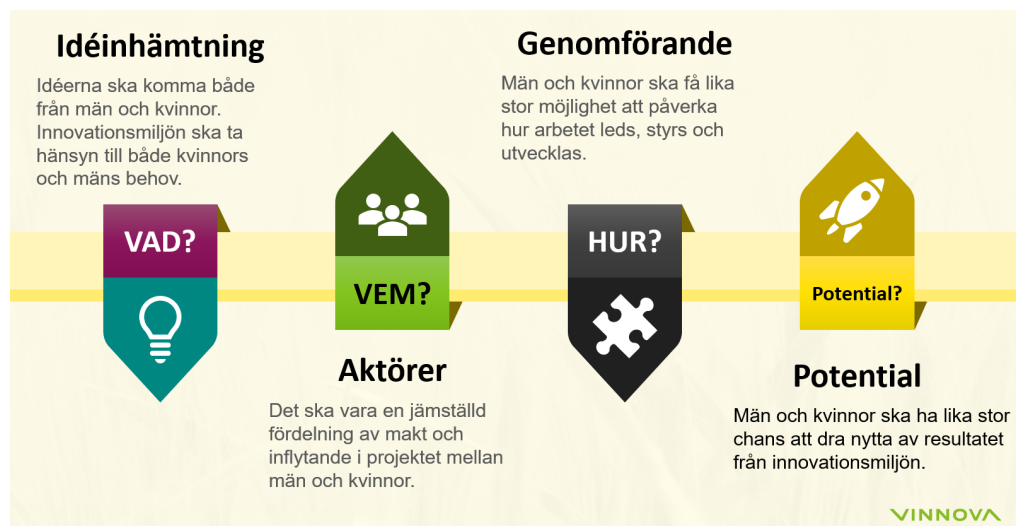 Idéinhämtning
Idéerna ska komma både
från män och kvinnor.
Innovationsmiljön ska ta
hänsyn till både kvinnors
och mäns behov.
VAD?
VEM?
Aktörer
Det ska vara en jämställd
fördelning av makt och
inflytande i projektet mellan
män och kvinnor.
Genomförande
Män och kvinnor ska få lika
stor möjlighet att påverka
hur arbetet leds, styrs och
utvecklas.
HUR?
Potential?
Potential
Män och kvinnor ska ha lika stor
chans att dra nytta av resultatet
från innovationsmiljön.
VINNOVA